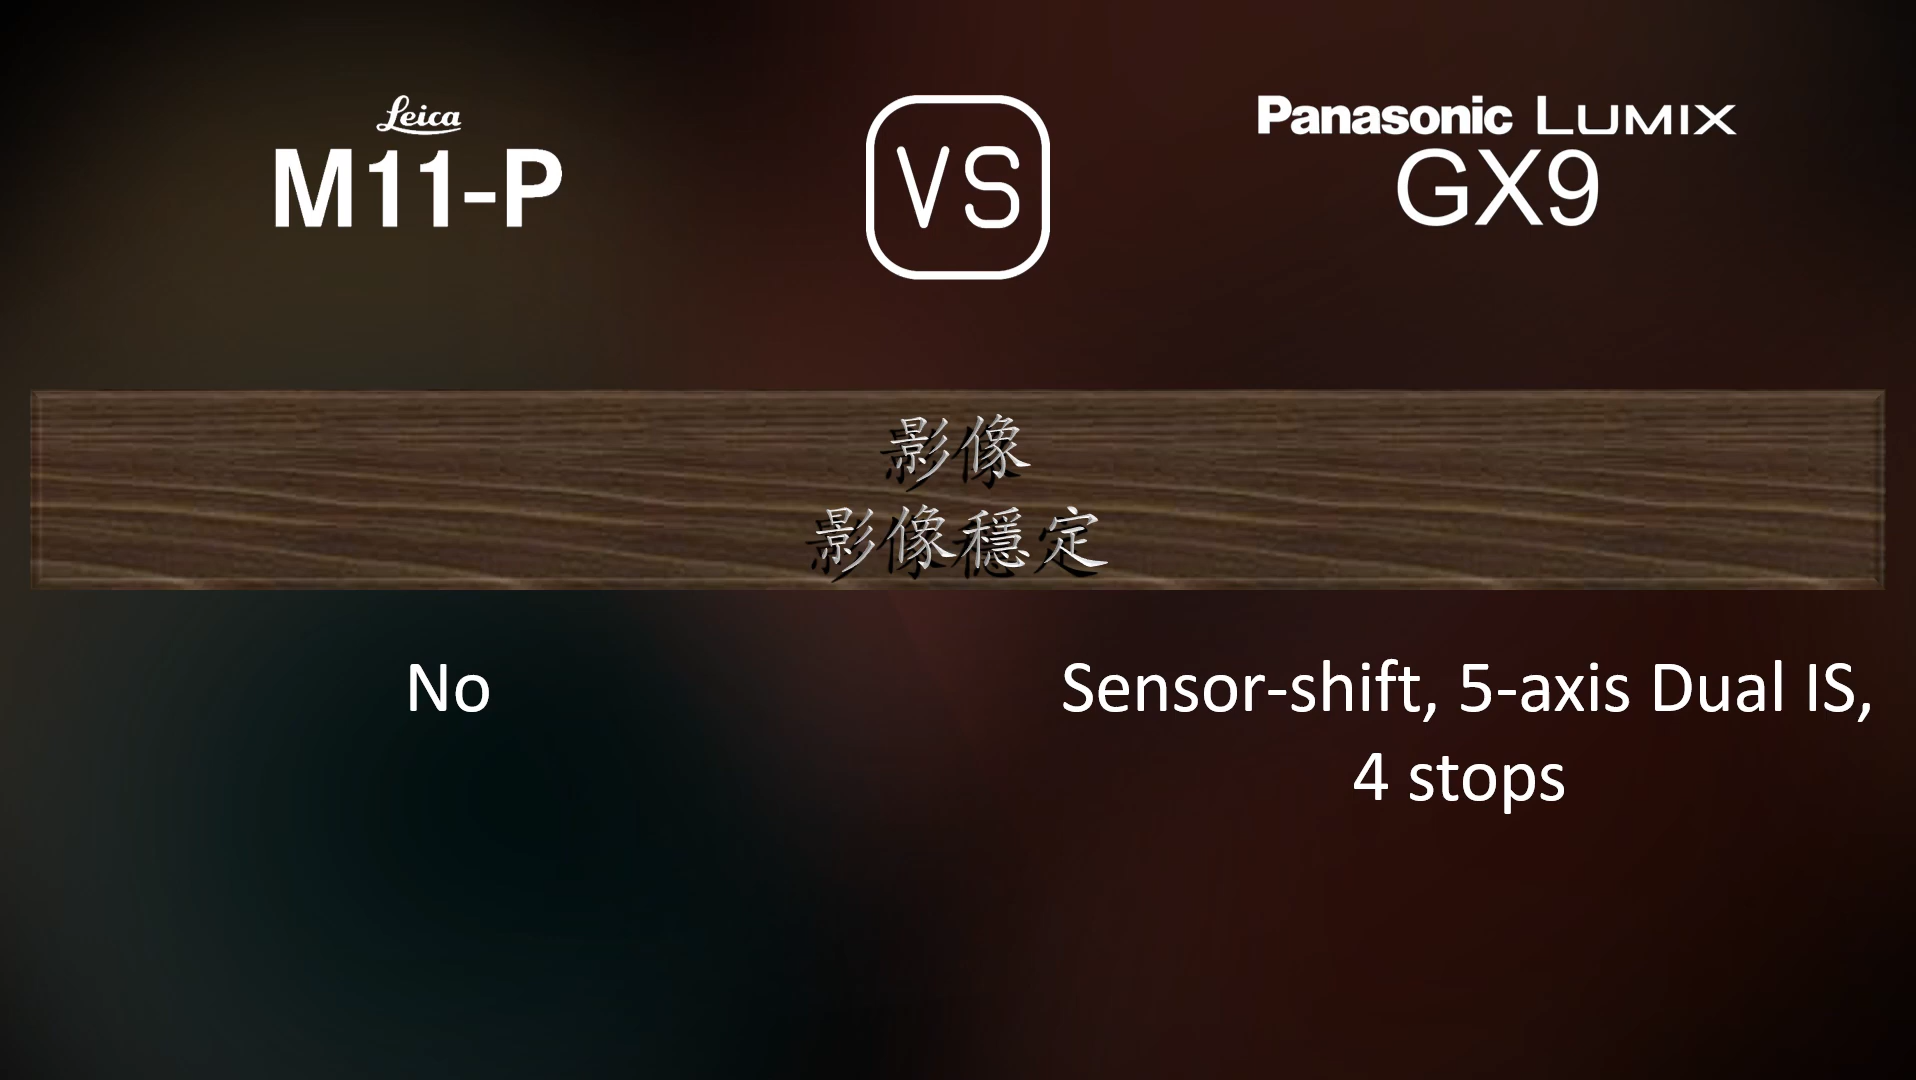 Leica
M11-P
VS
Panasonic LUMIX
GX9
影像
影像穩定
No
Sensor-shift, 5-axis Dual IS,
4 stops